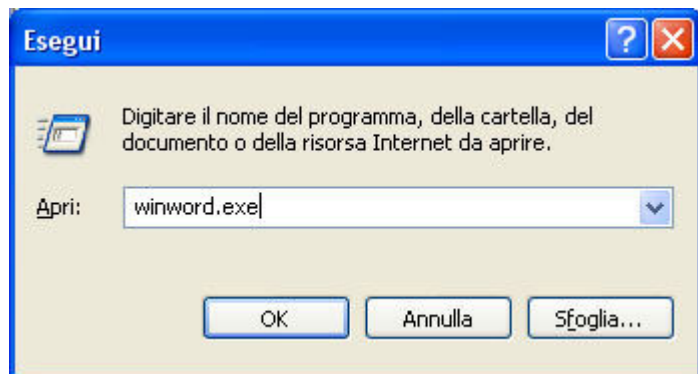 Esegui
Digitare il nome del programma, della cartella, del
documento o della risorsa Internet da aprire.
Apri: winword.exe
OK Annulla Sfoglia...